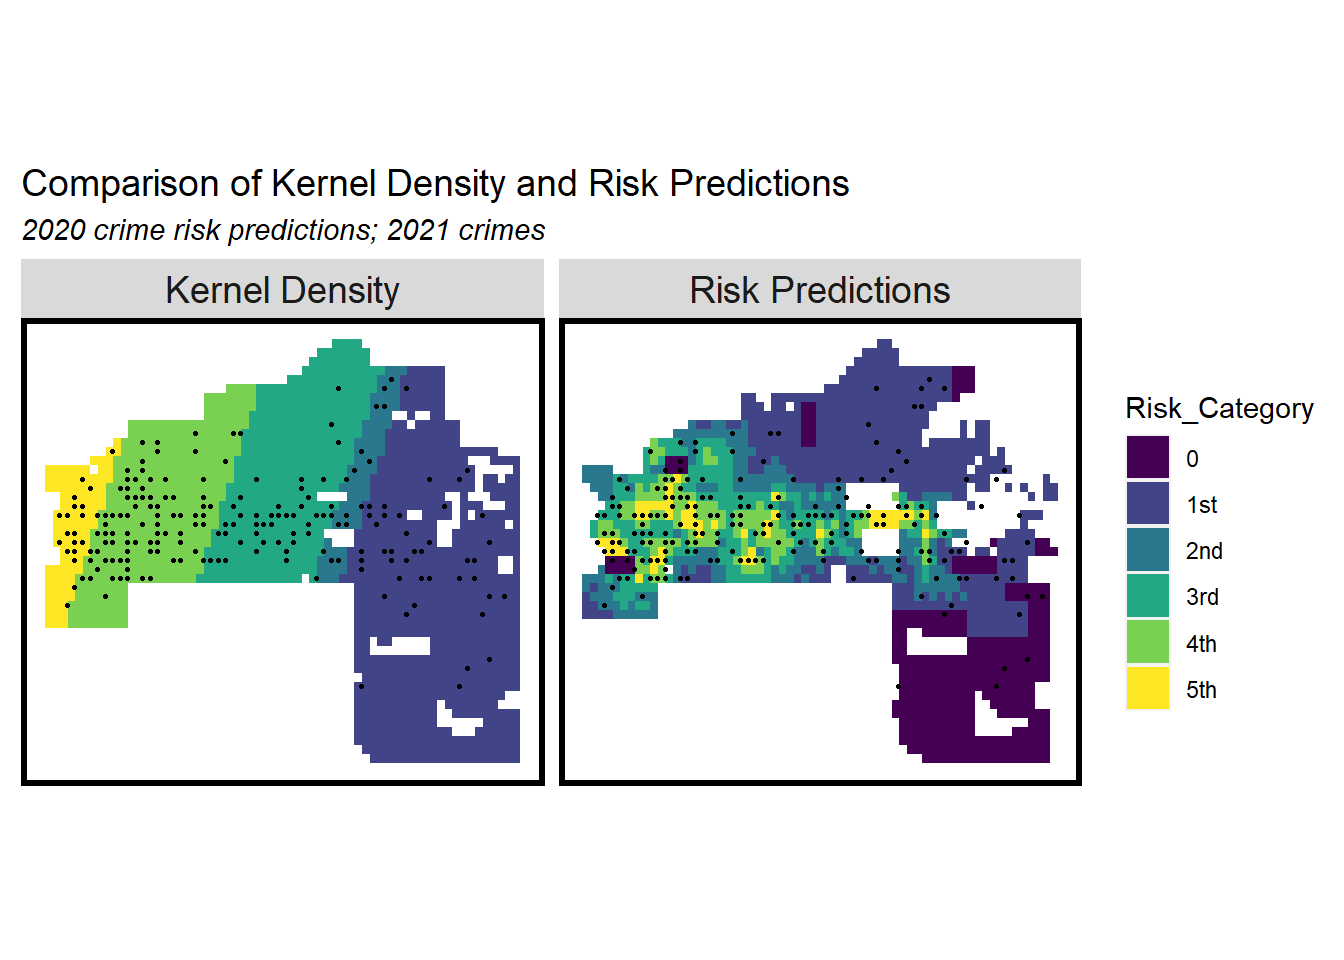 Comparison of Kernel Density and Risk Predictions
2020 crime risk predictions; 2021 crimes
Kernel Density
Risk Predictions
Risk_Category
0
1st
2nd
3rd
4th
5th